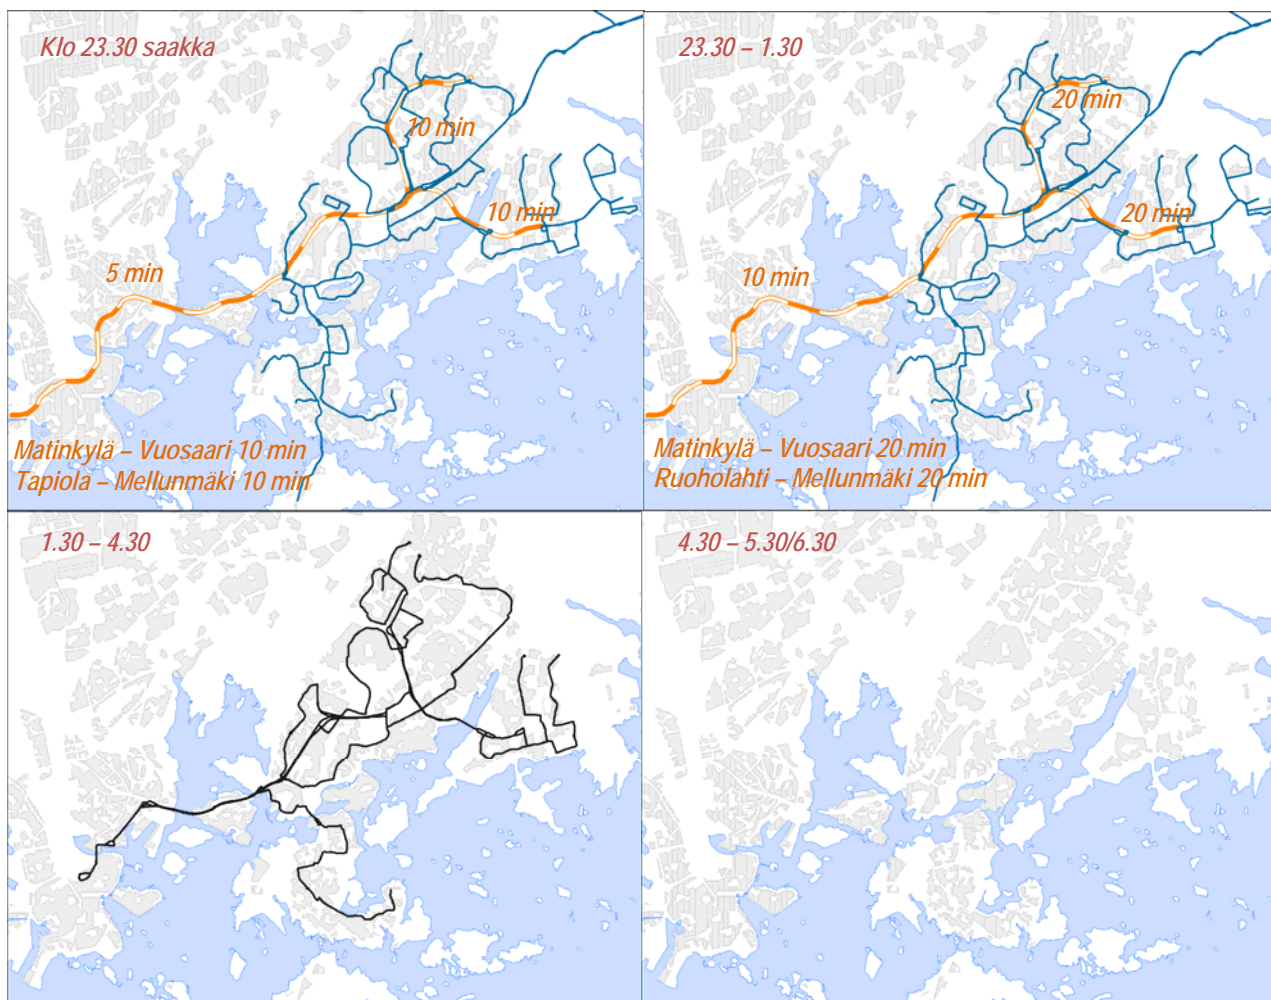 Klo 23.30 saakka
10 min
10 min
5 min
Matinkylä – Vuosaari 10 min
Tapiola – Mellunmäki 10 min
23.30 – 1.30
20 min
20 min
10 min
Matinkylä – Vuosaari 20 min
Ruoholahti – Mellunmäki 20 min
1.30 – 4.30
4.30 – 5.30/6.30